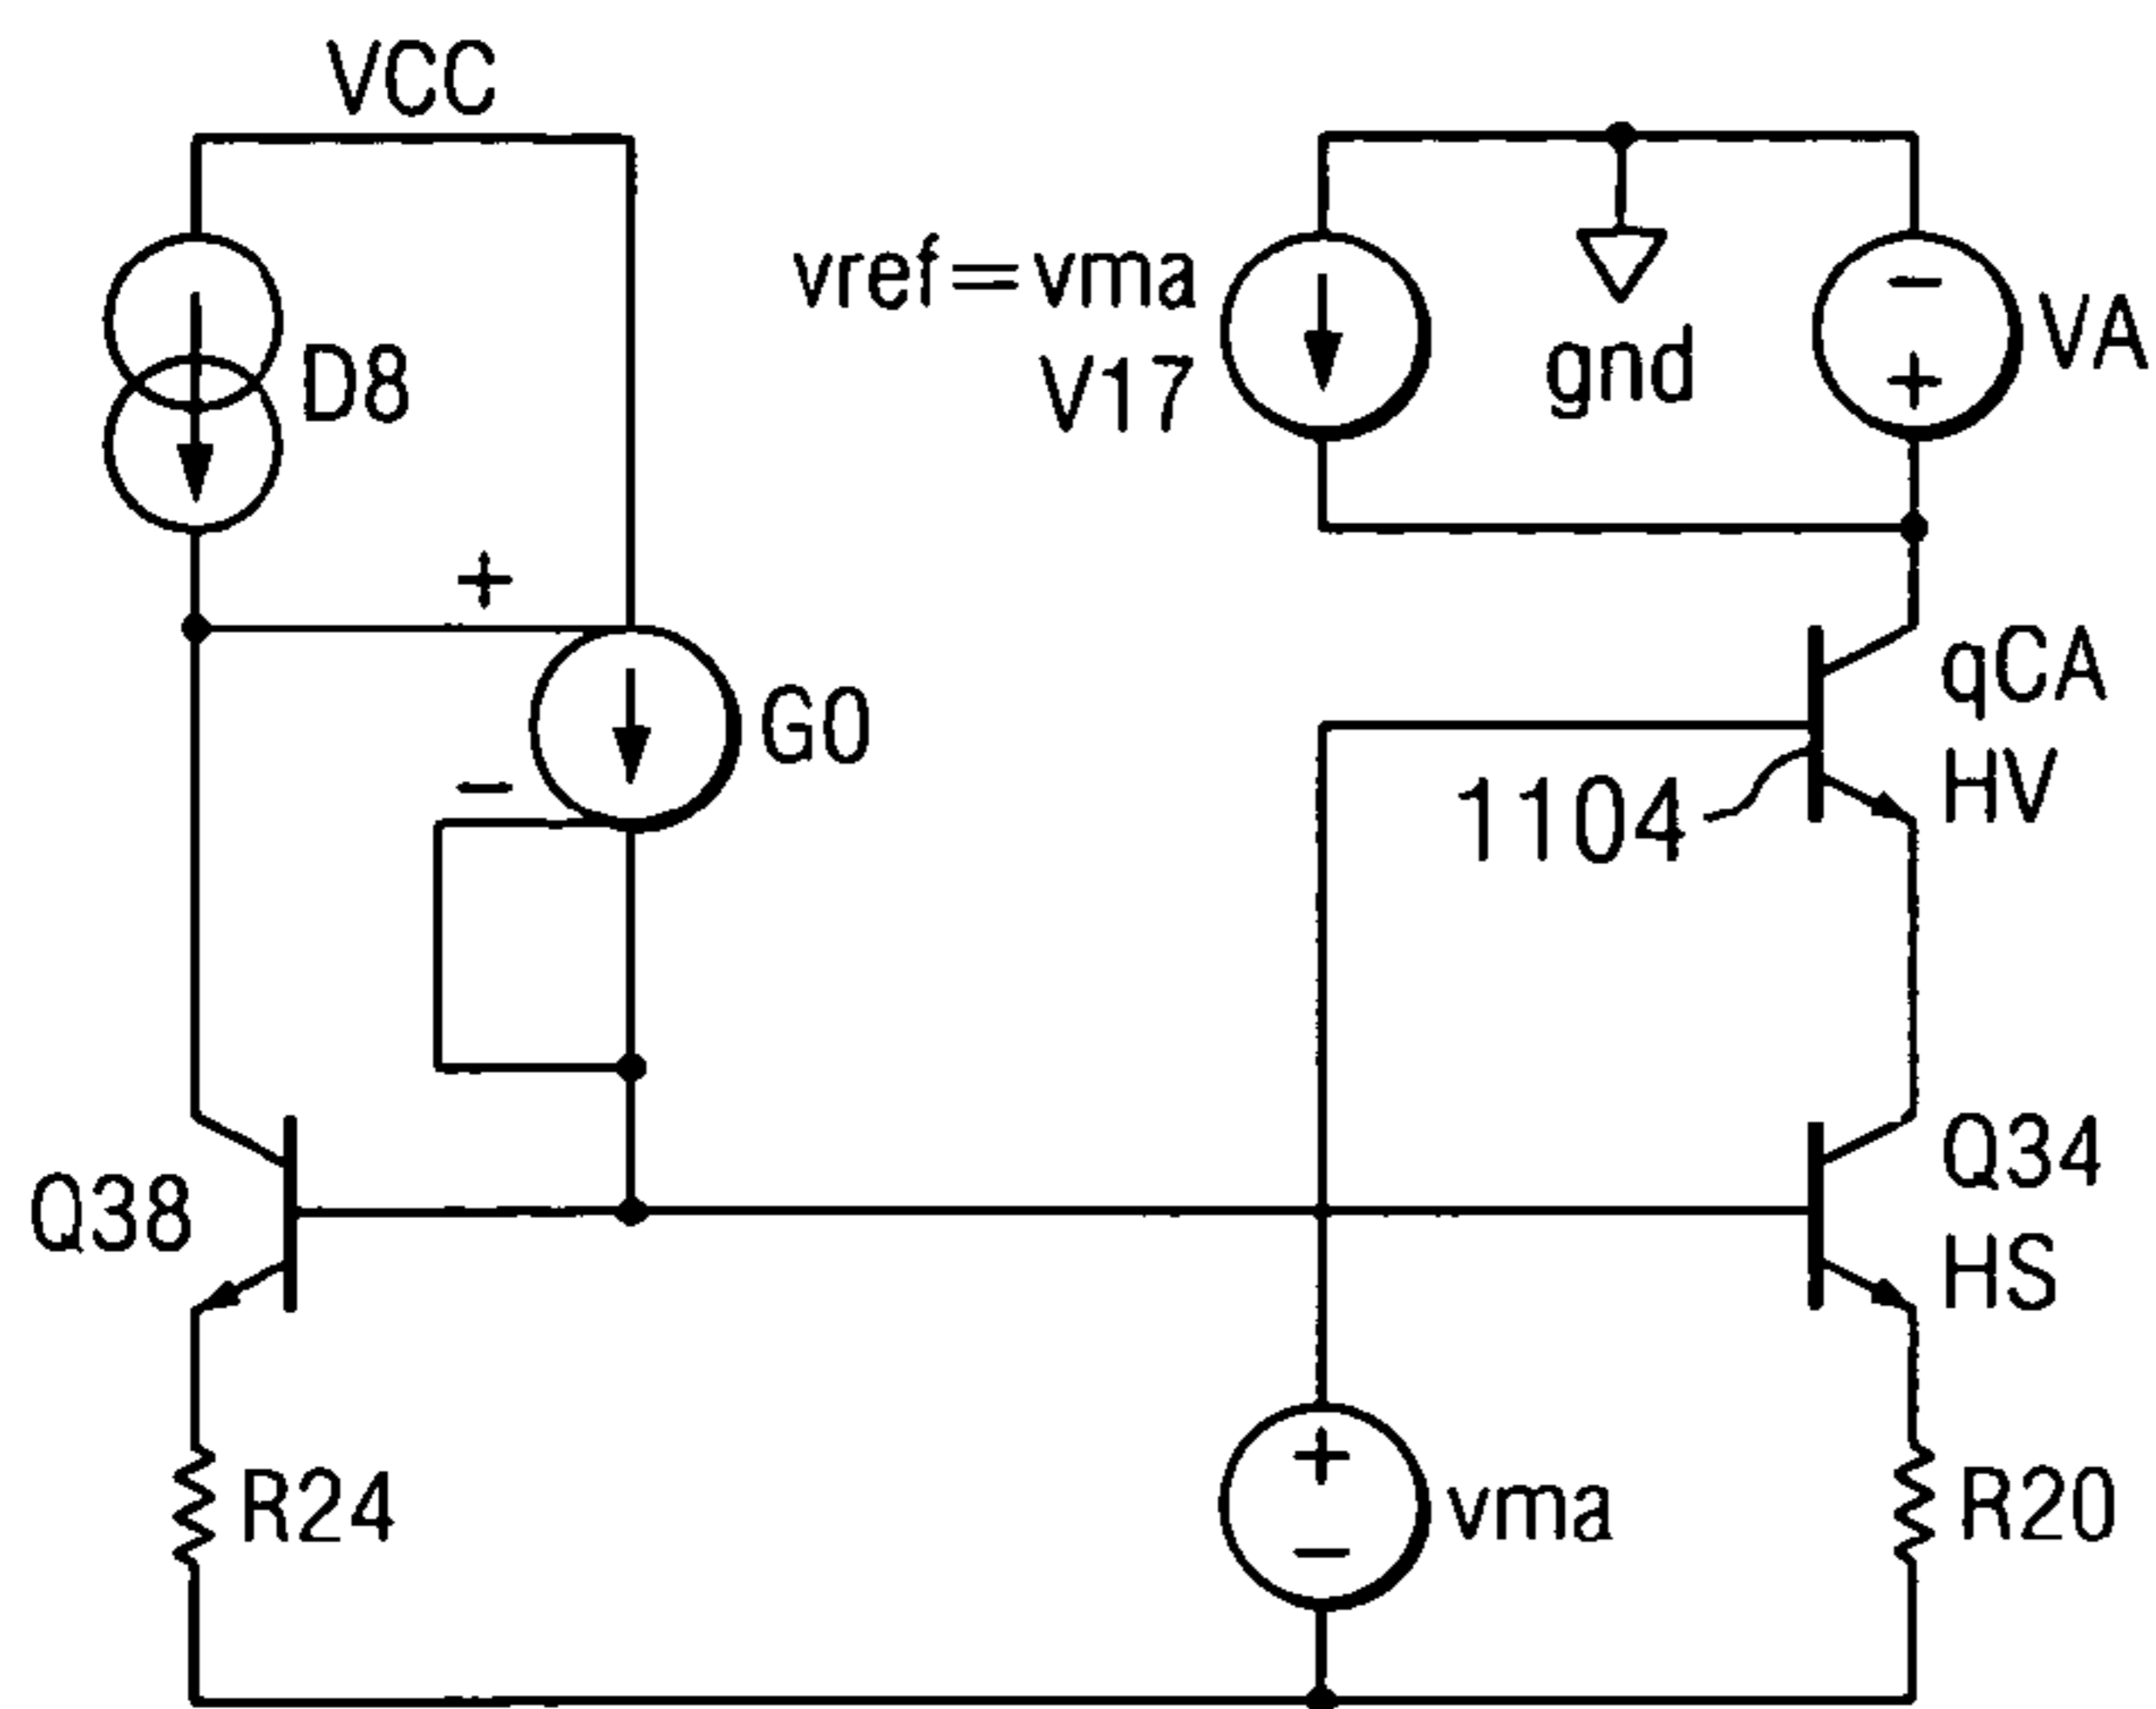 VCC
D8
vref=vma
V17
gnd
-
+
VA
+
-
G0
qCA
HV
1104
Q38
Q34
HS
R24
+
-
vma
R20